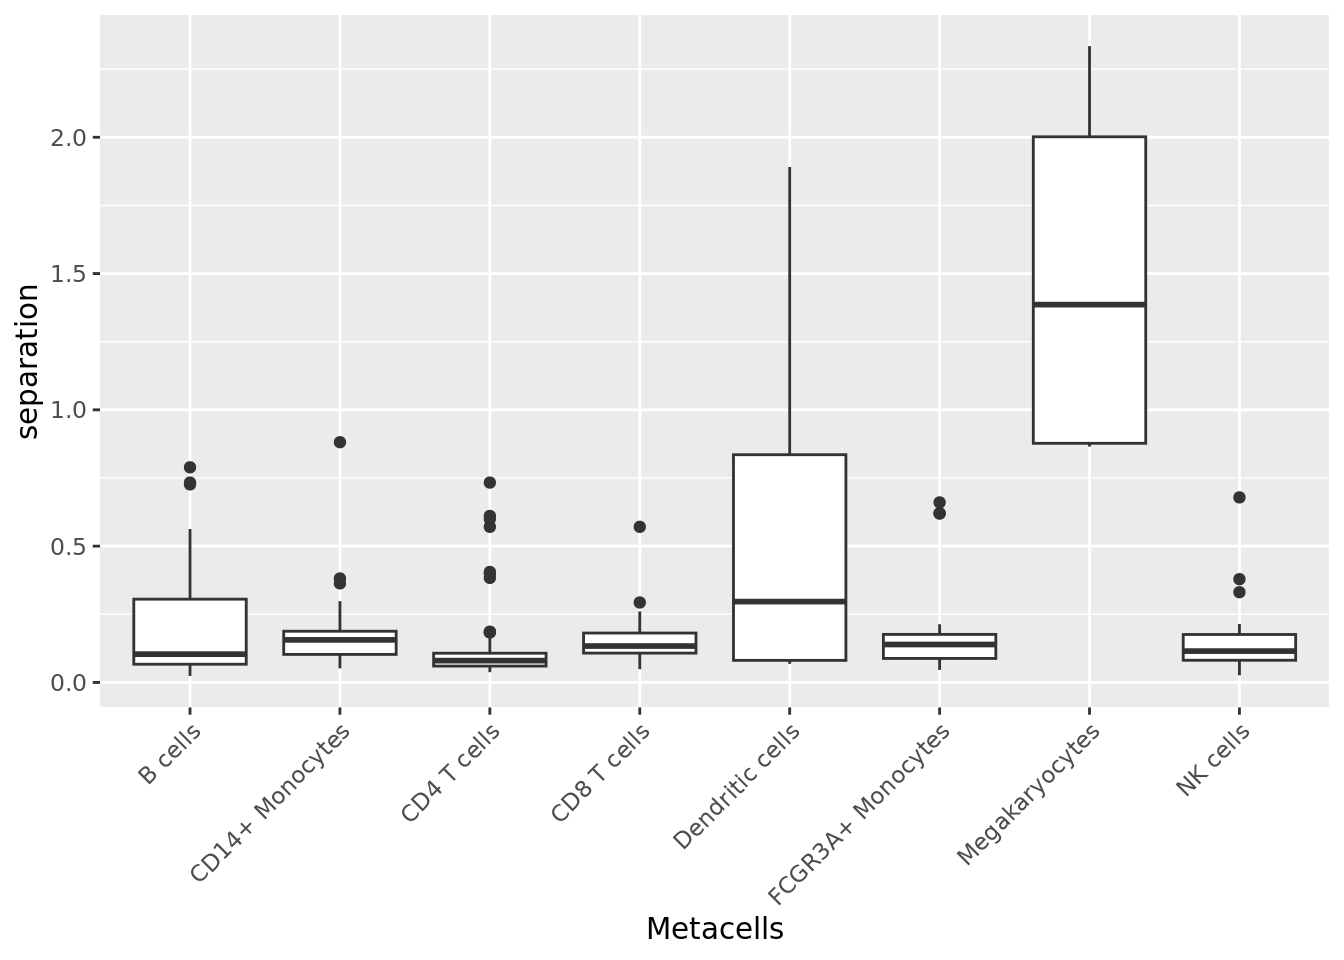 separation
2.0
1.5
1.0
0.5
0.0
B cells
CD14+ Monocytes
CD4 T cells
CD8 T cells
Dendritic cells
FCGR3A+ Monocytes
Megakaryocytes
NK cells
Metacells